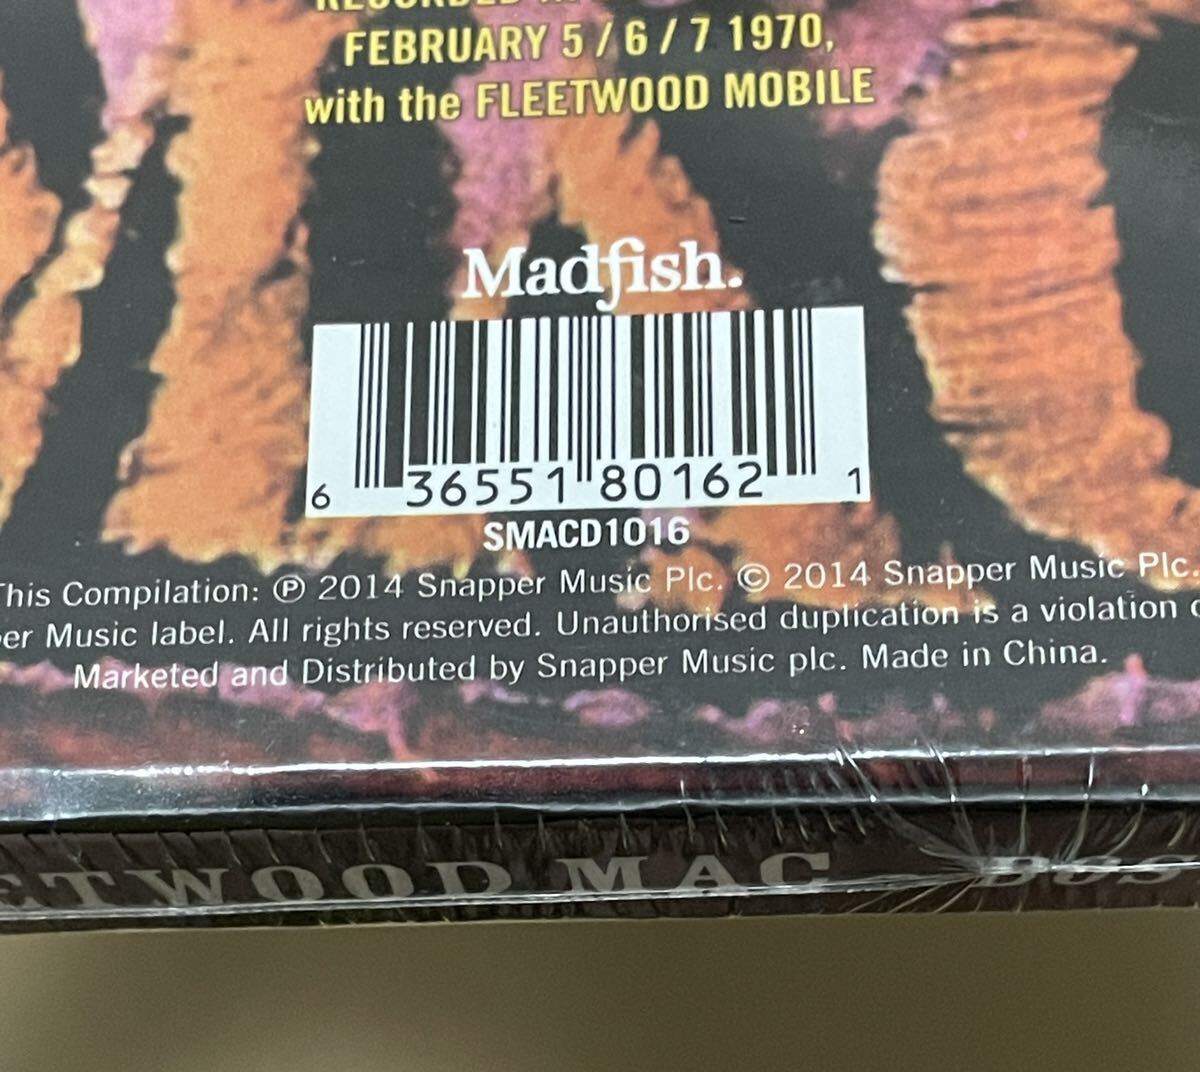 FEBRUARY 5 / 6 / 7 1970,
with the FLEETWOOD MOBILE
Madfish.
6 36551 80162 1
SMACD1016
This Compilation: ℗ 2014 Snapper Music Plc. © 2014 Snapper Music Plc.
er Music label. All rights reserved. Unauthorised duplication is a violation
Marketed and Distributed by Snapper Music plc. Made in China.
ETWOOD MAC